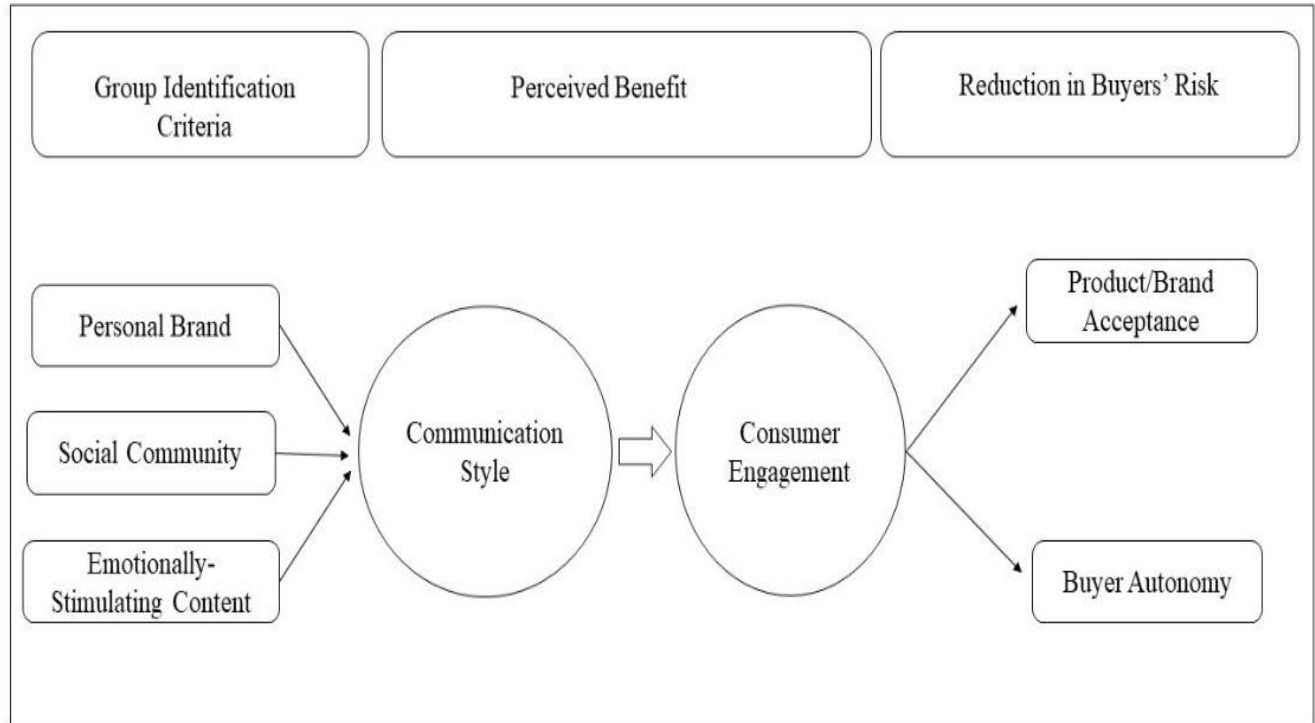 Group Identification
Criteria
Perceived Benefit
Reduction in Buyers’ Risk
Personal Brand
Social Community
Emotionally-
Stimulating Content
Communication
Style
Consumer
Engagement
Product/Brand
Acceptance
Buyer Autonomy